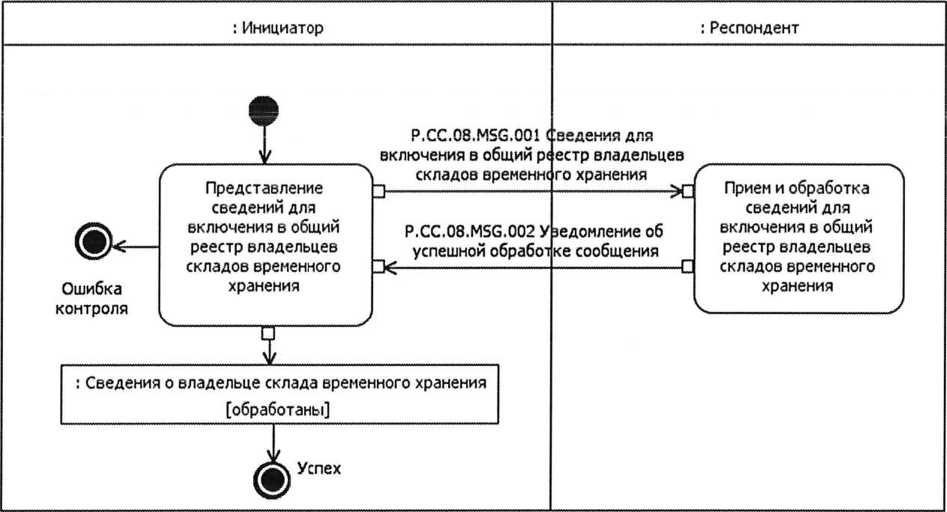 : Инициатор
: Респондент
P.CC.08.MSG.001 Сведения для
включения в общий реестр владельцев
складов временного хранения
Представление
сведений для
включения в общий
реестр владельцев
складов временного
хранения
Прием и обработка
сведений для
включения в общий
реестр владельцев
складов временного
хранения
P.CC.08.MSG.002 Уведомление об
успешной обработке сообщения
Ошибка
контроля
: Сведения о владельце склада временного хранения
[обработаны]
Успех